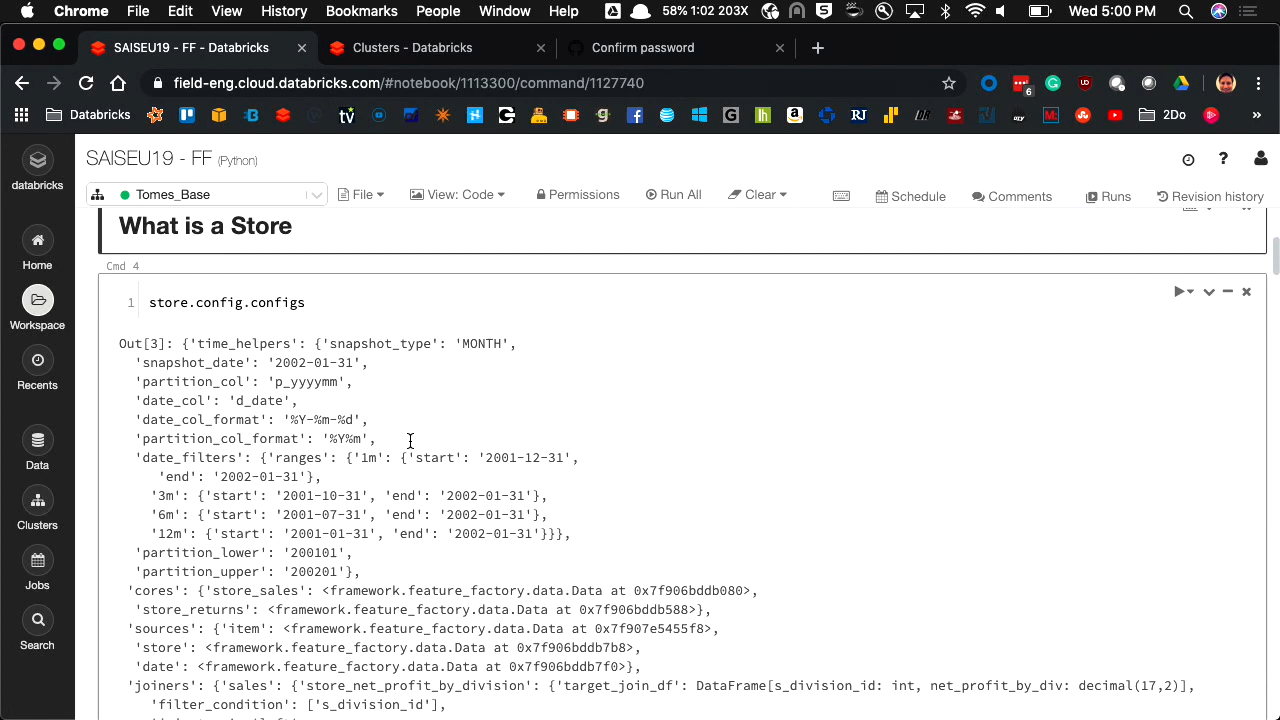 Chrome File Edit View History Bookmarks People Window Help 58% 1:02 203X Wed 5:00 PM
SAISEU19 - FF - Databricks Clusters - Databricks Confirm password
field-eng.cloud.databricks.com/#notebook/1113300/command/1127740
Databricks 2Do
SAISEU19 - FF (Python)
Tomes_Base File View: Code Permissions Run All Clear Schedule Comments Runs Revision history
databricks
Home
Workspace
Recents
Data
Clusters
Jobs
Search
What is a Store
Cmd 4
1 store.config.configs
Out[3]: {'time_helpers': {'snapshot_type': 'MONTH',
'snapshot_date': '2002-01-31',
'partition_col': 'p_yyyymm',
'date_col': 'd_date',
'date_col_format': '%Y-%m-%d',
'partition_col_format': '%Y%m',
'date_filters': {'ranges': {'1m': {'start': '2001-12-31',
'end': '2002-01-31'},
'3m': {'start': '2001-10-31', 'end': '2002-01-31'},
'6m': {'start': '2001-07-31', 'end': '2002-01-31'},
'12m': {'start': '2001-01-31', 'end': '2002-01-31'}}},
'partition_lower': '200101',
'partition_upper': '200201'},
'cores': {'store_sales': <framework.feature_factory.data.Data at 0x7f906bddb080>,
'store_returns': <framework.feature_factory.data.Data at 0x7f906bddb588>},
'sources': {'item': <framework.feature_factory.data.Data at 0x7f907e5455f8>,
'store': <framework.feature_factory.data.Data at 0x7f906bddb7b8>,
'date': <framework.feature_factory.data.Data at 0x7f906bddb7f0>},
'joiners': {'sales': {'store_net_profit_by_division': {'target_join_df': DataFrame[s_division_id: int, net_profit_by_div: decimal(17,2)],
'filter_condition': ['s_division_id'],